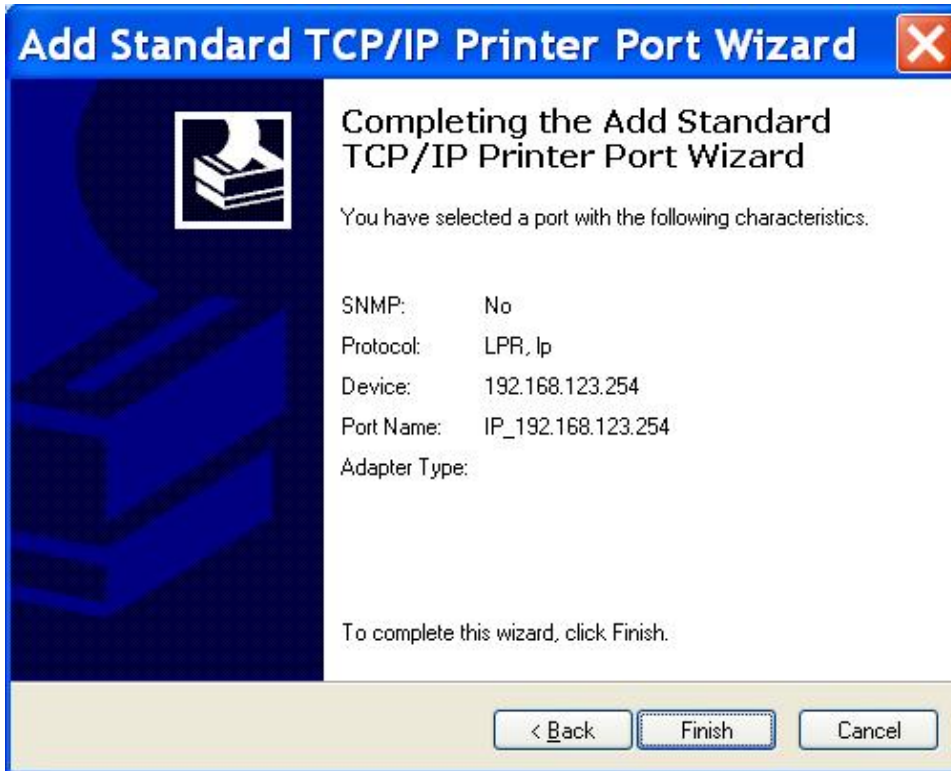 Add Standard TCP/IP Printer Port Wizard
Completing the Add Standard
TCP/IP Printer Port Wizard
You have selected a port with the following characteristics.
SNMP: No
Protocol: LPR, lp
Device: 192.168.123.254
Port Name: IP_192.168.123.254
Adapter Type:
To complete this wizard, click Finish.
< Back Finish Cancel